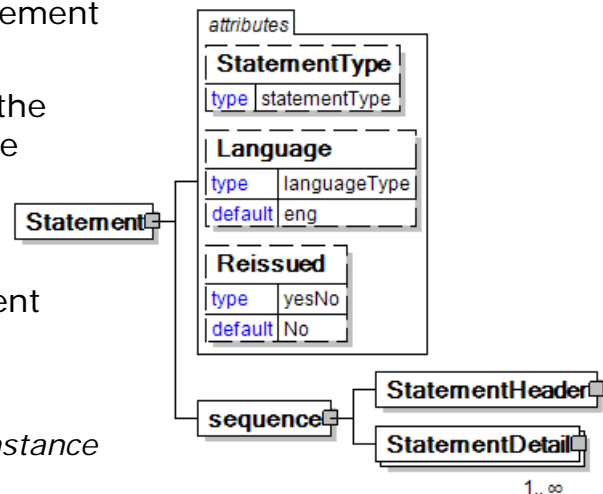 ement
the
e
ent
nstance
attributes
StatementType
type statementType
Language
type languageType
default eng
Reissued
type yesNo
default No
Statement
sequence
StatementHeader
StatementDetail
1..∞